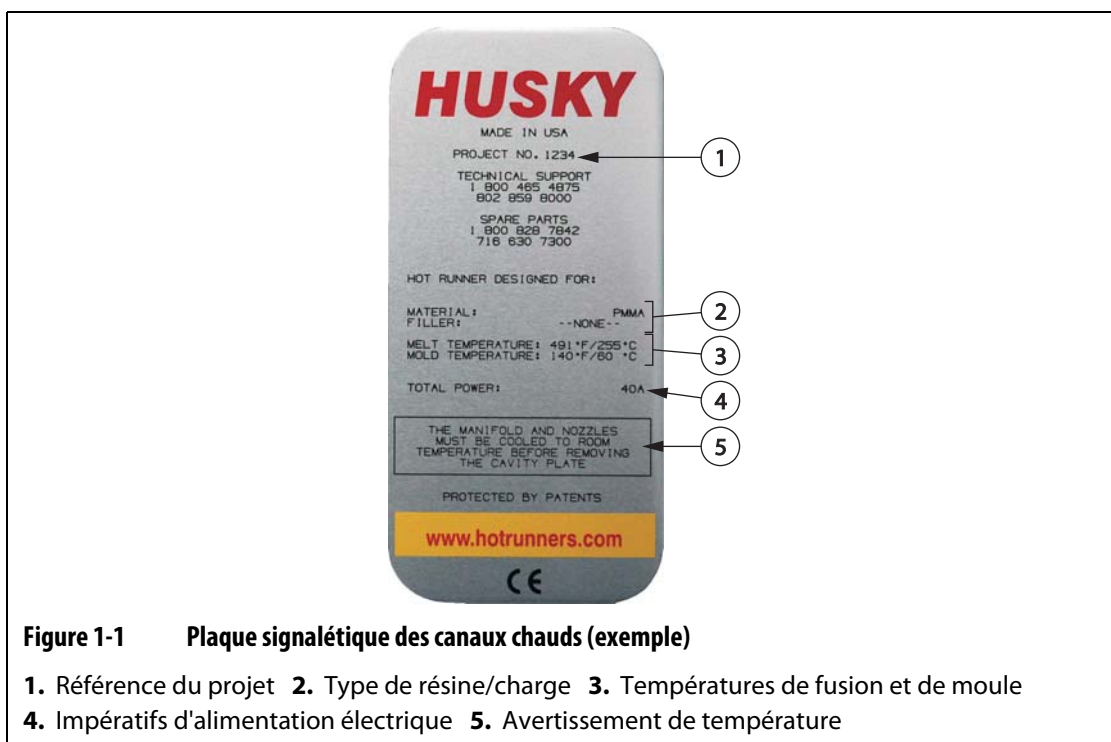 HUSKY
MADE IN USA
PROJECT NO. 1234
1
TECHNICAL SUPPORT
1 800 465 4875
802 859 8000
SPARE PARTS
1 800 828 7842
716 630 7300
HOT RUNNER DESIGNED FOR:
MATERIAL: PMMA
FILLER: --NONE--
2
MELT TEMPERATURE: 491°F/255°C
MOLD TEMPERATURE: 140°F/60 °C
3
TOTAL POWER: 40A
4
THE MANIFOLD AND NOZZLES
MUST BE COOLED TO ROOM
TEMPERATURE BEFORE REMOVING
THE CAVITY PLATE
5
PROTECTED BY PATENTS
www.hotrunners.com
CE
Figure 1-1 Plaque signalétique des canaux chauds (exemple)
1. Référence du projet 2. Type de résine/charge 3. Températures de fusion et de moule
4. Impératifs d'alimentation électrique 5. Avertissement de température